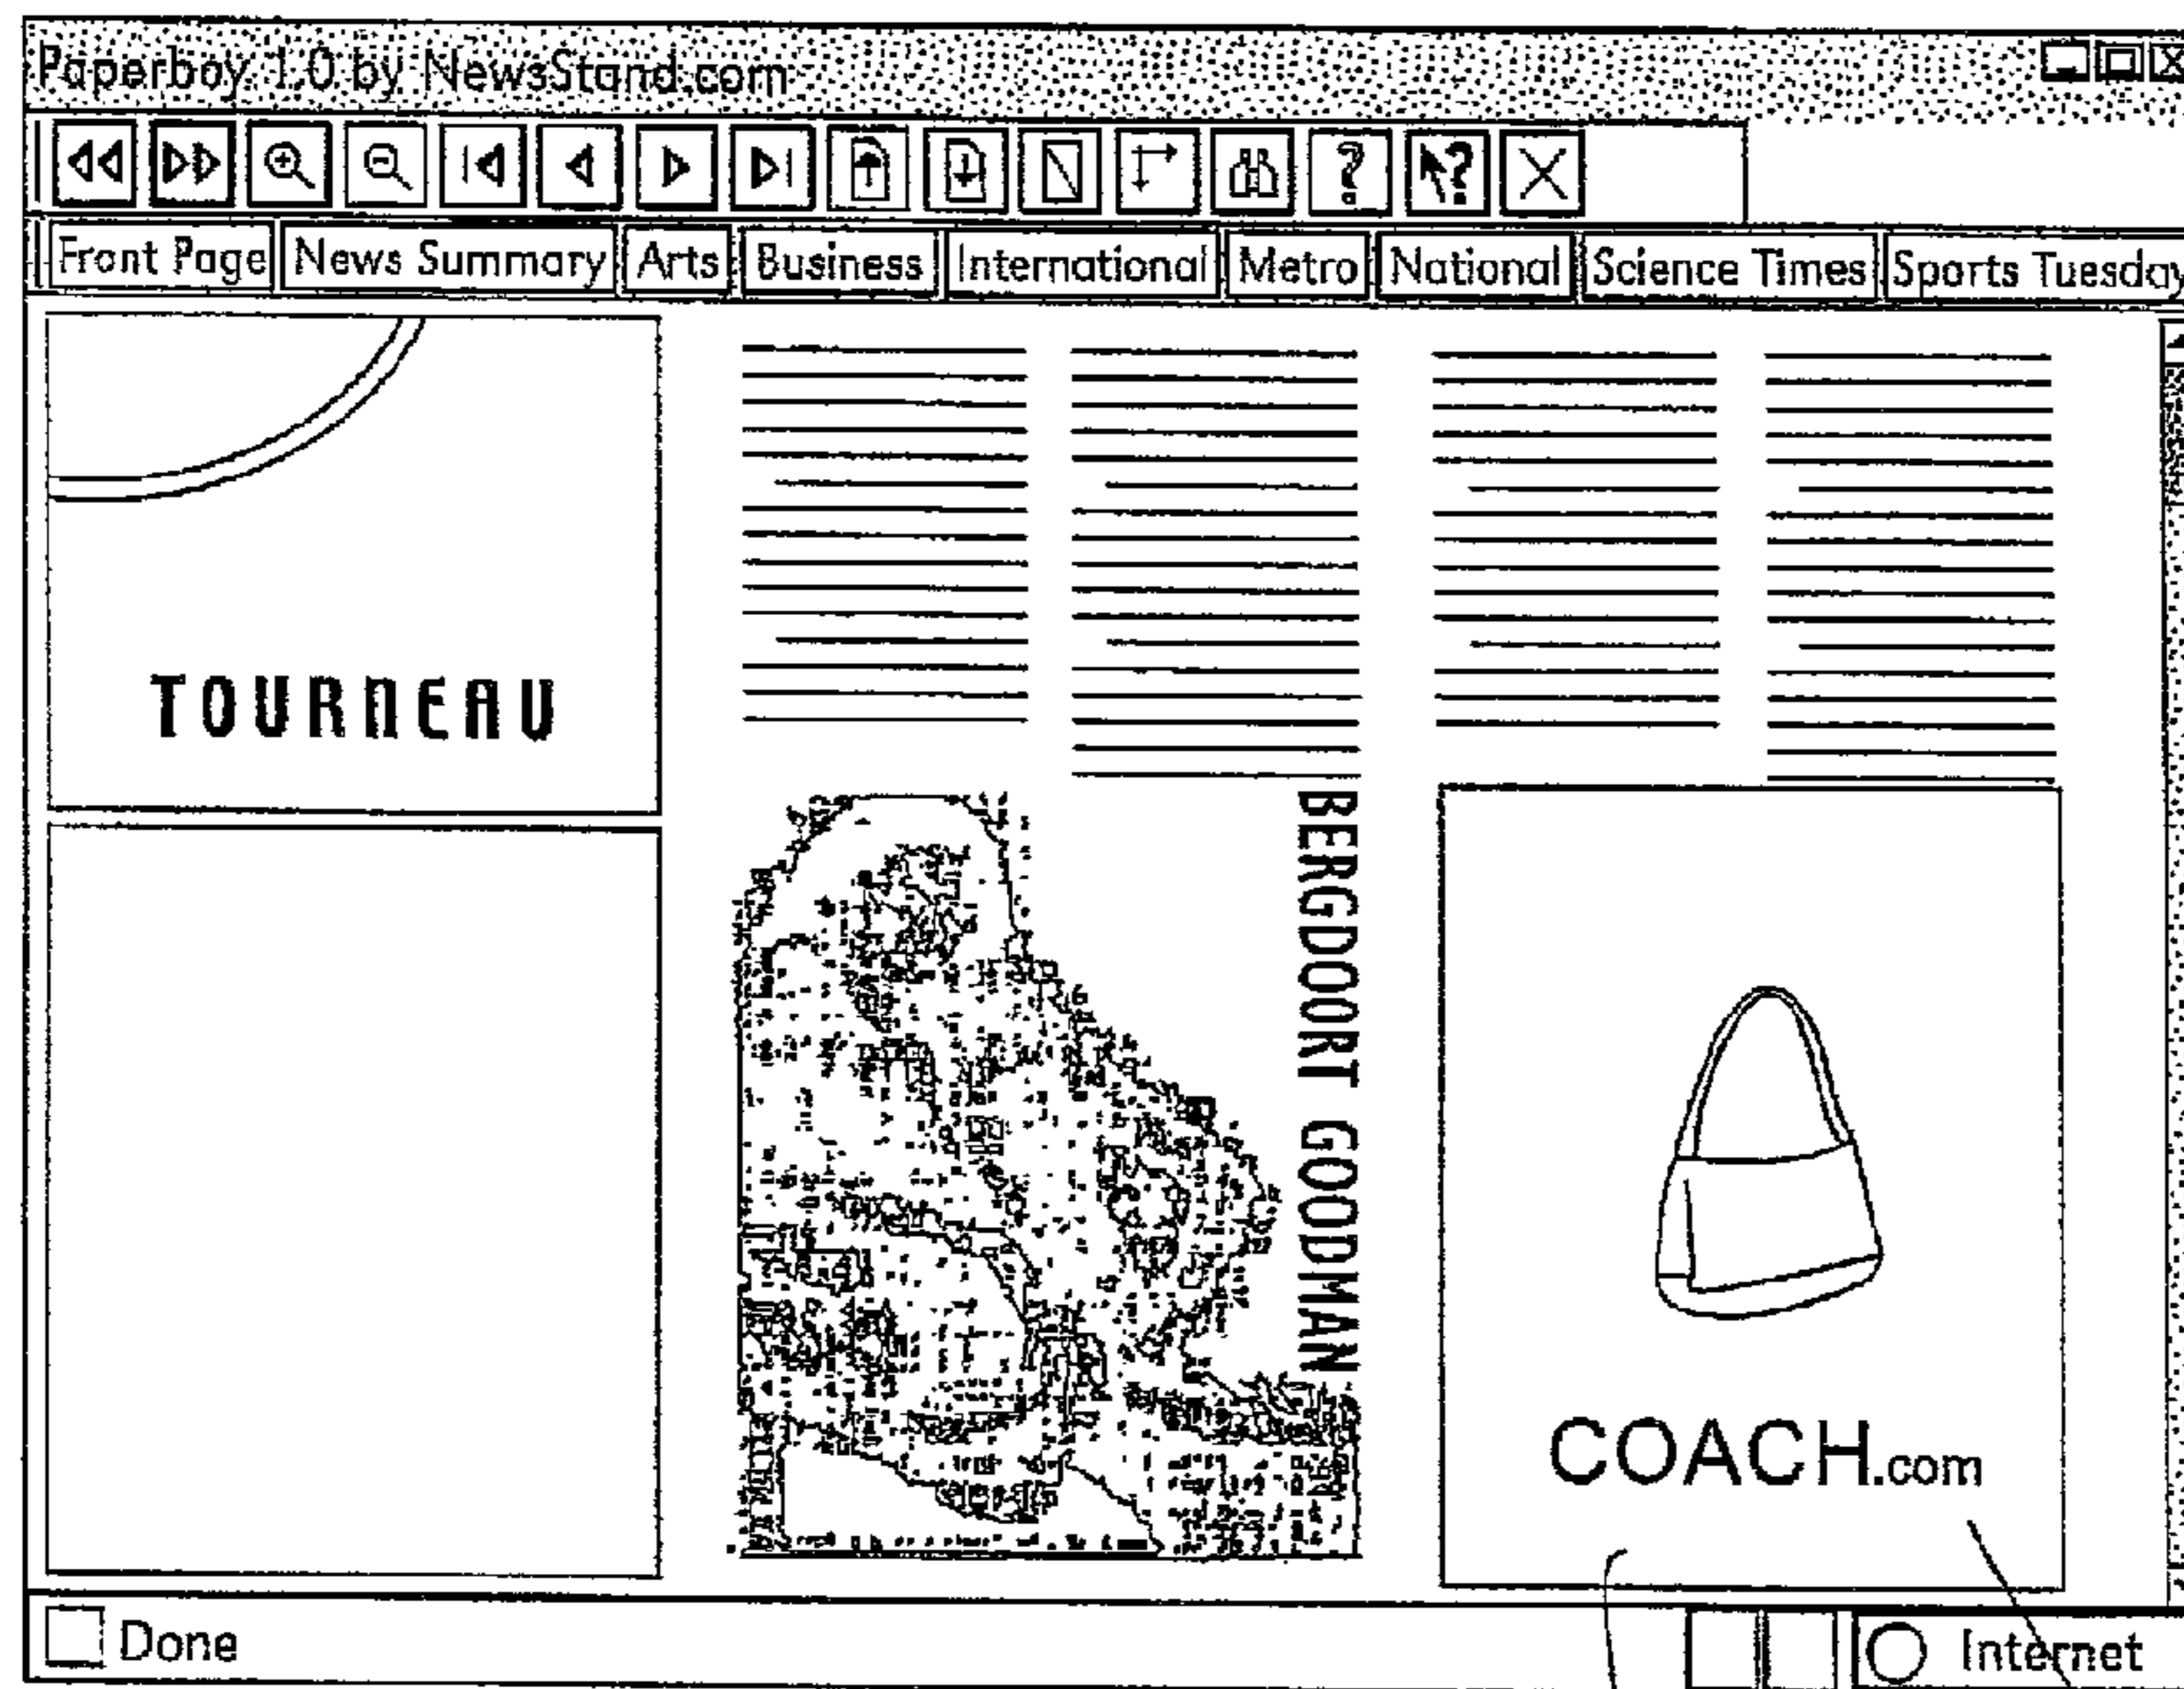 Paperboy 1.0 by NewsStand.com
Front Page News Summary Arts Business International Metro National Science Times Sports Tuesday
TOURNEAU
BERGDOORT GOODMAN
COACH.com
Done
Internet